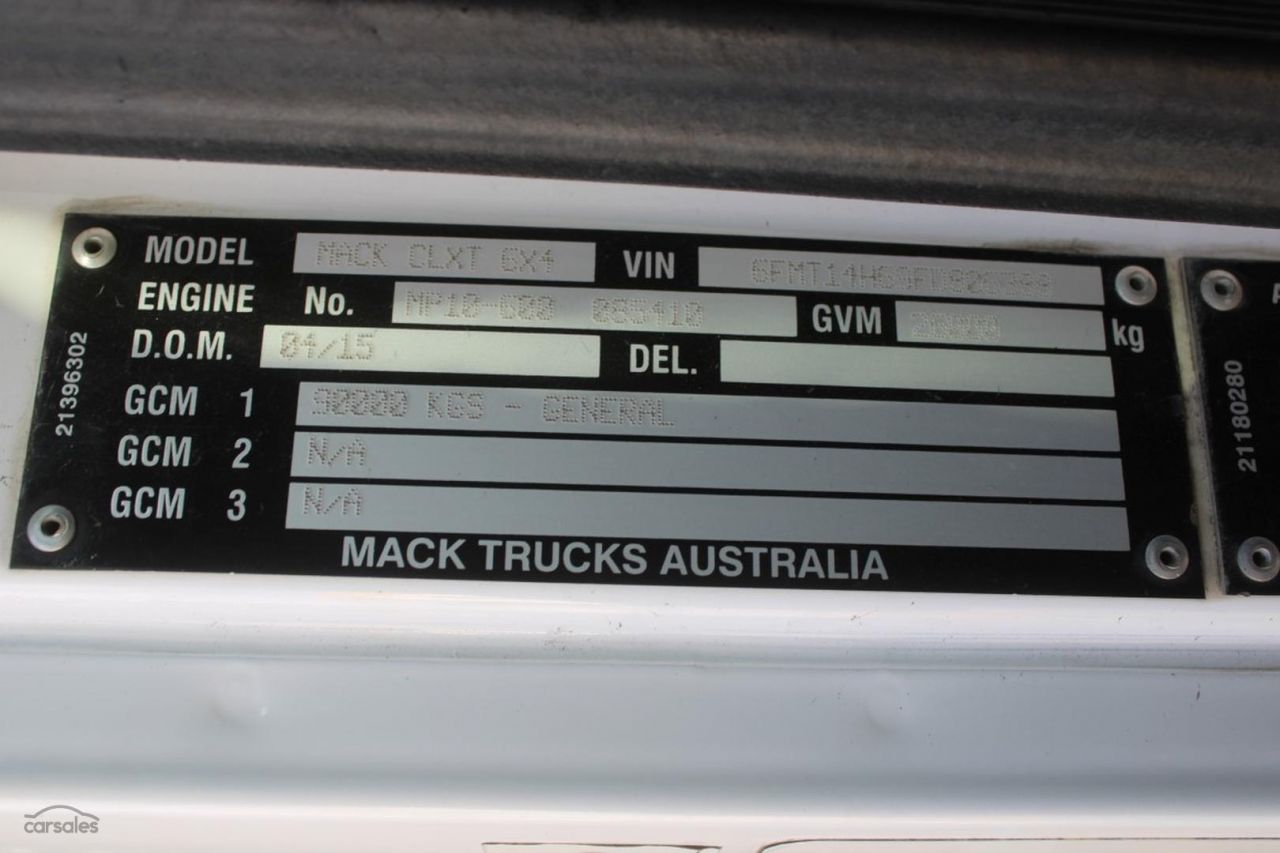 MODEL MACK CLXT 6X4 VIN
ENGINE No. MP10-600 085410 GVM kg
D.O.M. 04/15 DEL.
GCM 1 90000 KGS - GENERAL
GCM 2 N/A
GCM 3 N/A
MACK TRUCKS AUSTRALIA
21396302
21180280
carsales